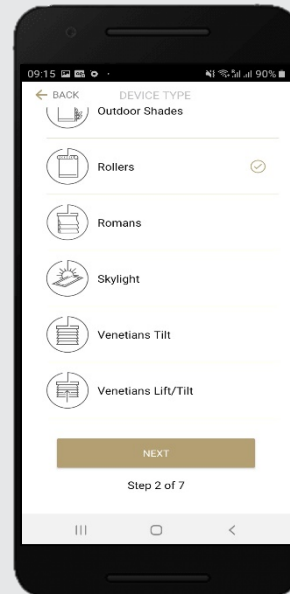 09:15 90%
BACK DEVICE TYPE
Outdoor Shades
Rollers
Romans
Skylight
Venetians Tilt
Venetians Lift/Tilt
NEXT
Step 2 of 7